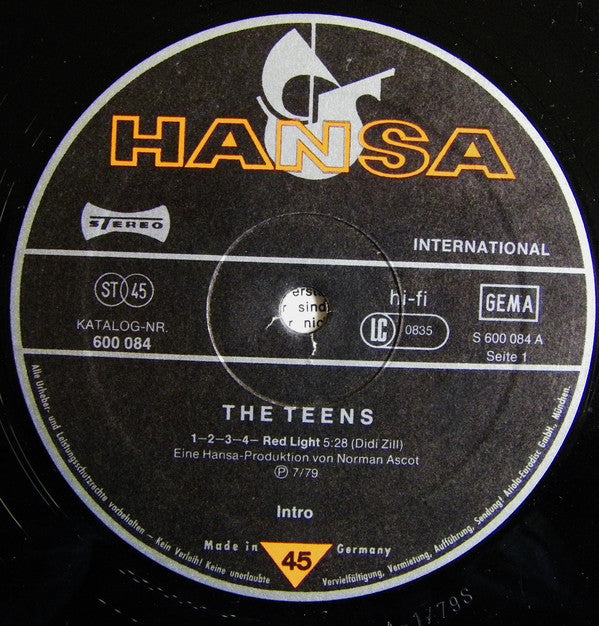 HANSA
STEREO
INTERNATIONAL
ST 45
KATALOG-NR.
600 084
erste
sind
nic
hi-fi
LC 0835
GEMA
S 600 084 A
Seite 1
THE TEENS
1–2–3–4– Red Light 5:28 (Didi Zill)
Eine Hansa-Produktion von Norman Ascot
Ⓟ 7/79
Intro
Made in 45 Germany
Alle Urheber- und Leistungsschutzrechte vorbehalten – Kein Verleih! Keine unerlaubte Vervielfältigung, Vermietung, Aufführung, Sendung! Ariola-Eurodisc GmbH., München.